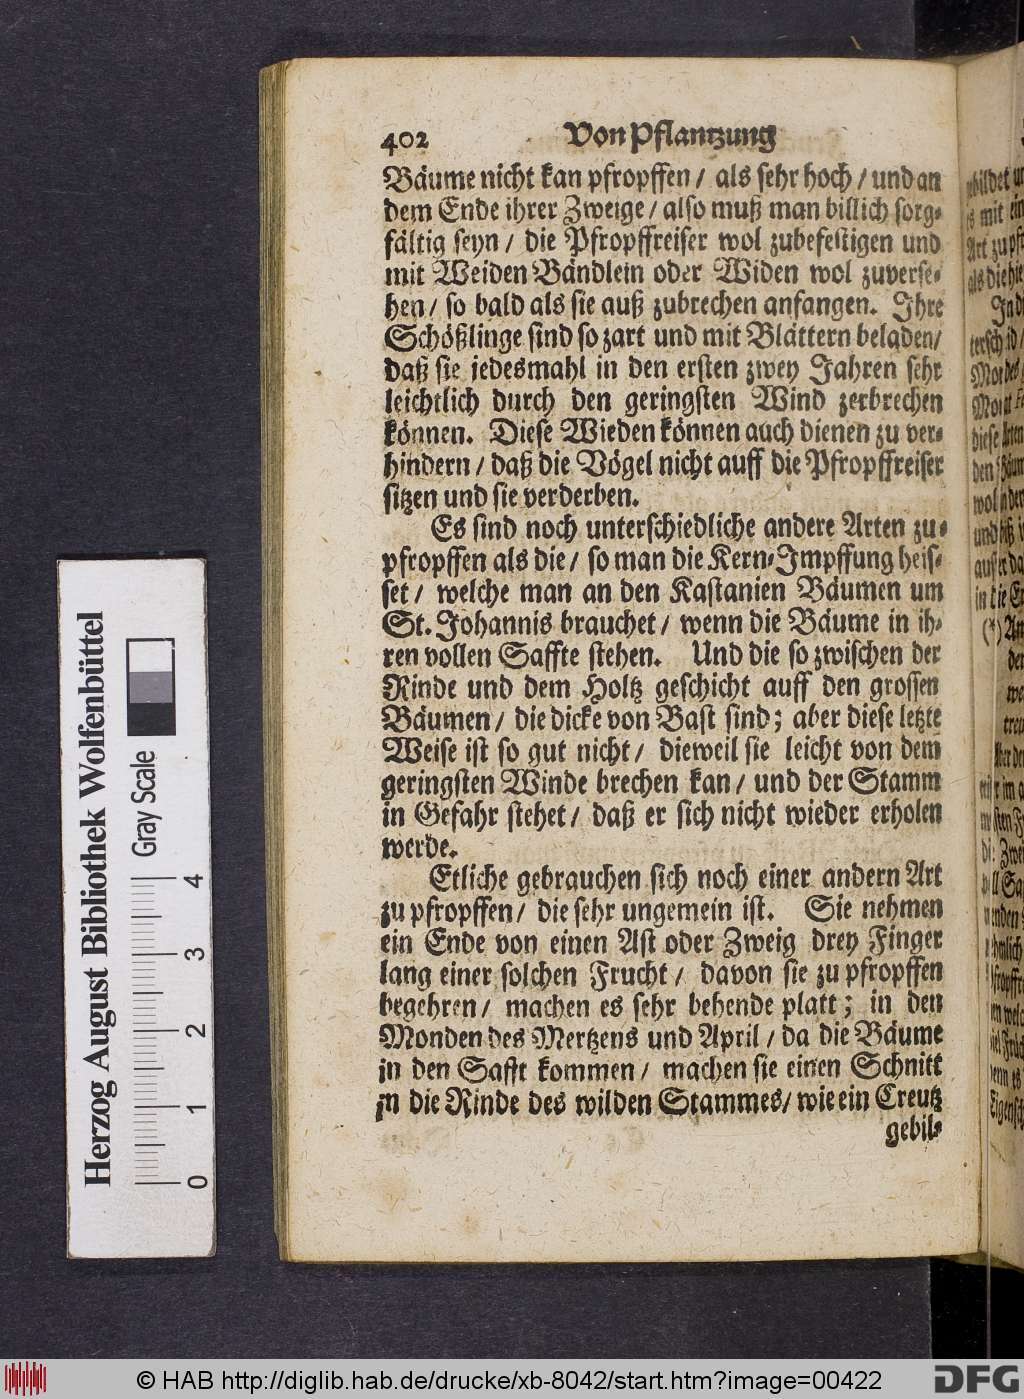 402 Von Pflantzung
Bäume nicht kan pfropffen / als sehr hoch / und an
dem Ende ihrer Zweige / also muß man billich sorg-
fältig seyn / die Pfropffreiser wol zubefestigen und
mit Weiden Bändlein oder Widen wol zuverse-
hen / so bald als sie auß zubrechen anfangen. Ihre
Schößlinge sind so zart und mit Blättern beladen /
daß sie jedesmahl in den ersten zwey Jahren sehr
leichtlich durch den geringsten Wind zerbrechen
können. Diese Wieden können auch dienen zu ver-
hindern / daß die Vögel nicht auff die Pfropffreiser
sitzen und sie verderben.
Es sind noch unterschiedliche andere Arten zu-
pfropffen als die / so man die Kern-Impffung heis-
set / welche man an den Kastanien Bäumen um
St. Johannis brauchet / wenn die Bäume in ih-
ren vollen Saffte stehen. Und die so zwischen der
Rinde und dem Holtz geschicht auff den grossen
Bäumen / die dicke von Bast sind; aber diese letzte
Weise ist so gut nicht / dieweil sie leicht von dem
geringsten Winde brechen kan / und der Stamm
in Gefahr stehet / daß er sich nicht wieder erholen
werde.
Etliche gebrauchen sich noch einer andern Art
zu pfropffen / die sehr ungemein ist. Sie nehmen
ein Ende von einen Ast oder Zweig drey Finger
lang einer solchen Frucht / davon sie zu pfropffen
begehren / machen es sehr behende platt; in den
Monden des Mertzens und April / da die Bäume
in den Safft kommen / machen sie einen Schnitt
in die Rinde des wilden Stammes / wie ein Creutz
gebil-
Herzog August Bibliothek Wolfenbüttel
Gray Scale
0 1 2 3 4
© HAB http://diglib.hab.de/drucke/xb-8042/start.htm?image=00422
DFG